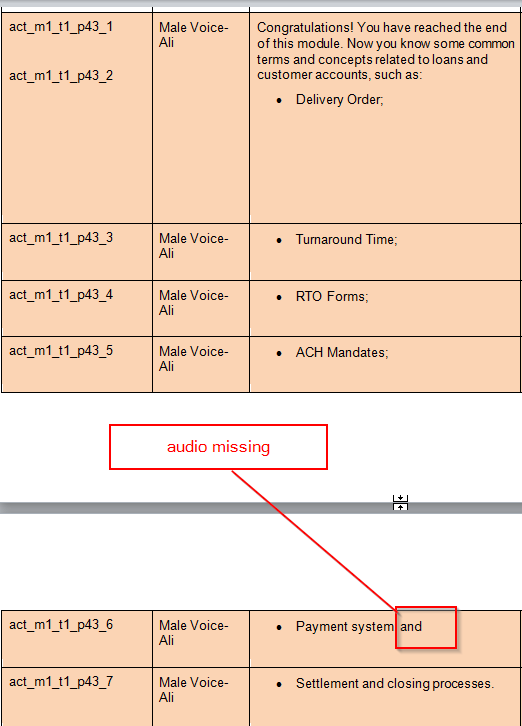 act_m1_t1_p43_1
act_m1_t1_p43_2
Male Voice-
Ali
Congratulations! You have reached the end
of this module. Now you know some common
terms and concepts related to loans and
customer accounts, such as:
• Delivery Order;
act_m1_t1_p43_3
Male Voice-
Ali
• Turnaround Time;
act_m1_t1_p43_4
Male Voice-
Ali
• RTO Forms;
act_m1_t1_p43_5
Male Voice-
Ali
• ACH Mandates;
audio missing
act_m1_t1_p43_6
Male Voice-
Ali
• Payment system and
act_m1_t1_p43_7
Male Voice-
Ali
• Settlement and closing processes.